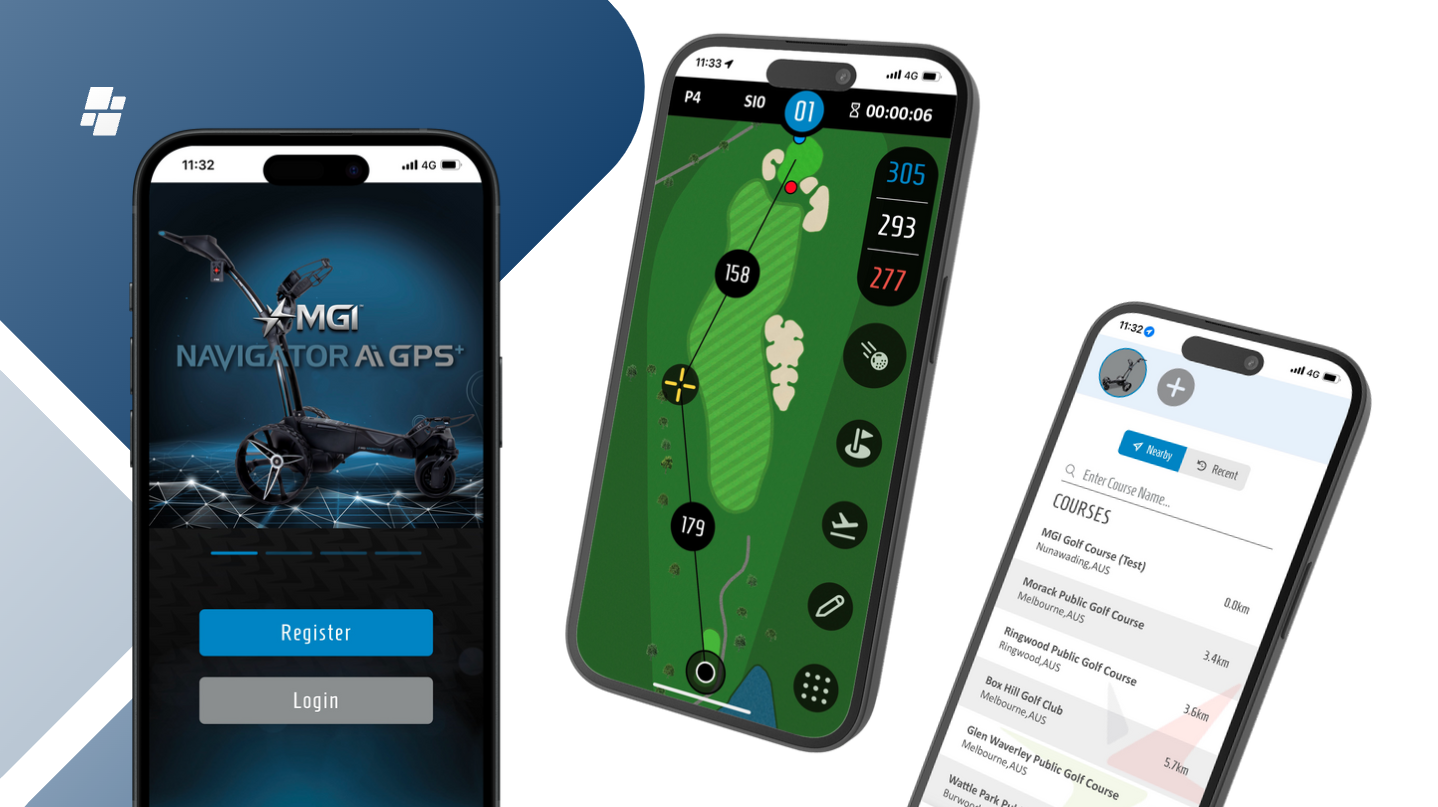 11:32
4G
MGI
NAVIGATOR Ai GPS+
Register
Login
11:33
4G
P4
SI0
01
00:00:06
305
293
277
158
179
11:32
4G
Nearby
Recent
Enter Course Name...
COURSES
MGI Golf Course (Test)
Nunawading,AUS
0.0km
Morack Public Golf Course
Melbourne,AUS
3.4km
Ringwood Public Golf Course
Ringwood,AUS
3.6km
Box Hill Golf Club
Melbourne,AUS
5.7km
Glen Waverley Public Golf Course
Melbourne,AUS
Wattle Park